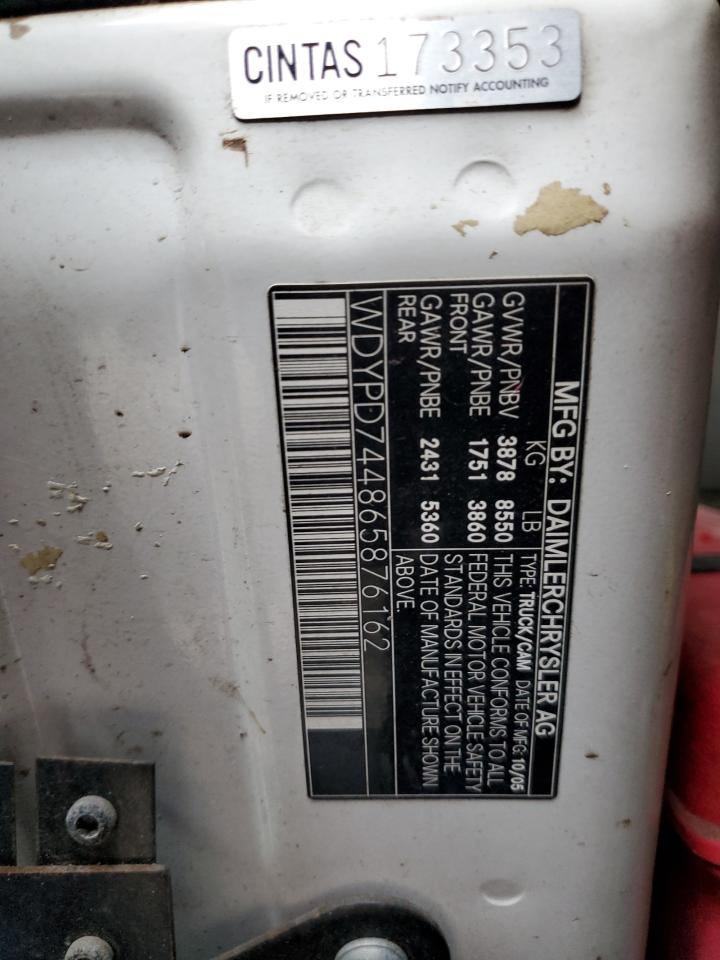 CINTAS 173353
IF REMOVED OR TRANSFERRED NOTIFY ACCOUNTING
MFG BY: DAIMLERCHRYSLER AG
KG LB
GVWR/PNBV 3878 8550
GAWR/PNBE 1751 3860
FRONT
GAWR/PNBE 2431 5360
REAR
TYPE: TRUCK/CAM DATE OF MFG: 10/05
THIS VEHICLE CONFORMS TO ALL
FEDERAL MOTOR VEHICLE SAFETY
STANDARDS IN EFFECT ON THE
DATE OF MANUFACTURE SHOWN
ABOVE.
WDYPD744865876162